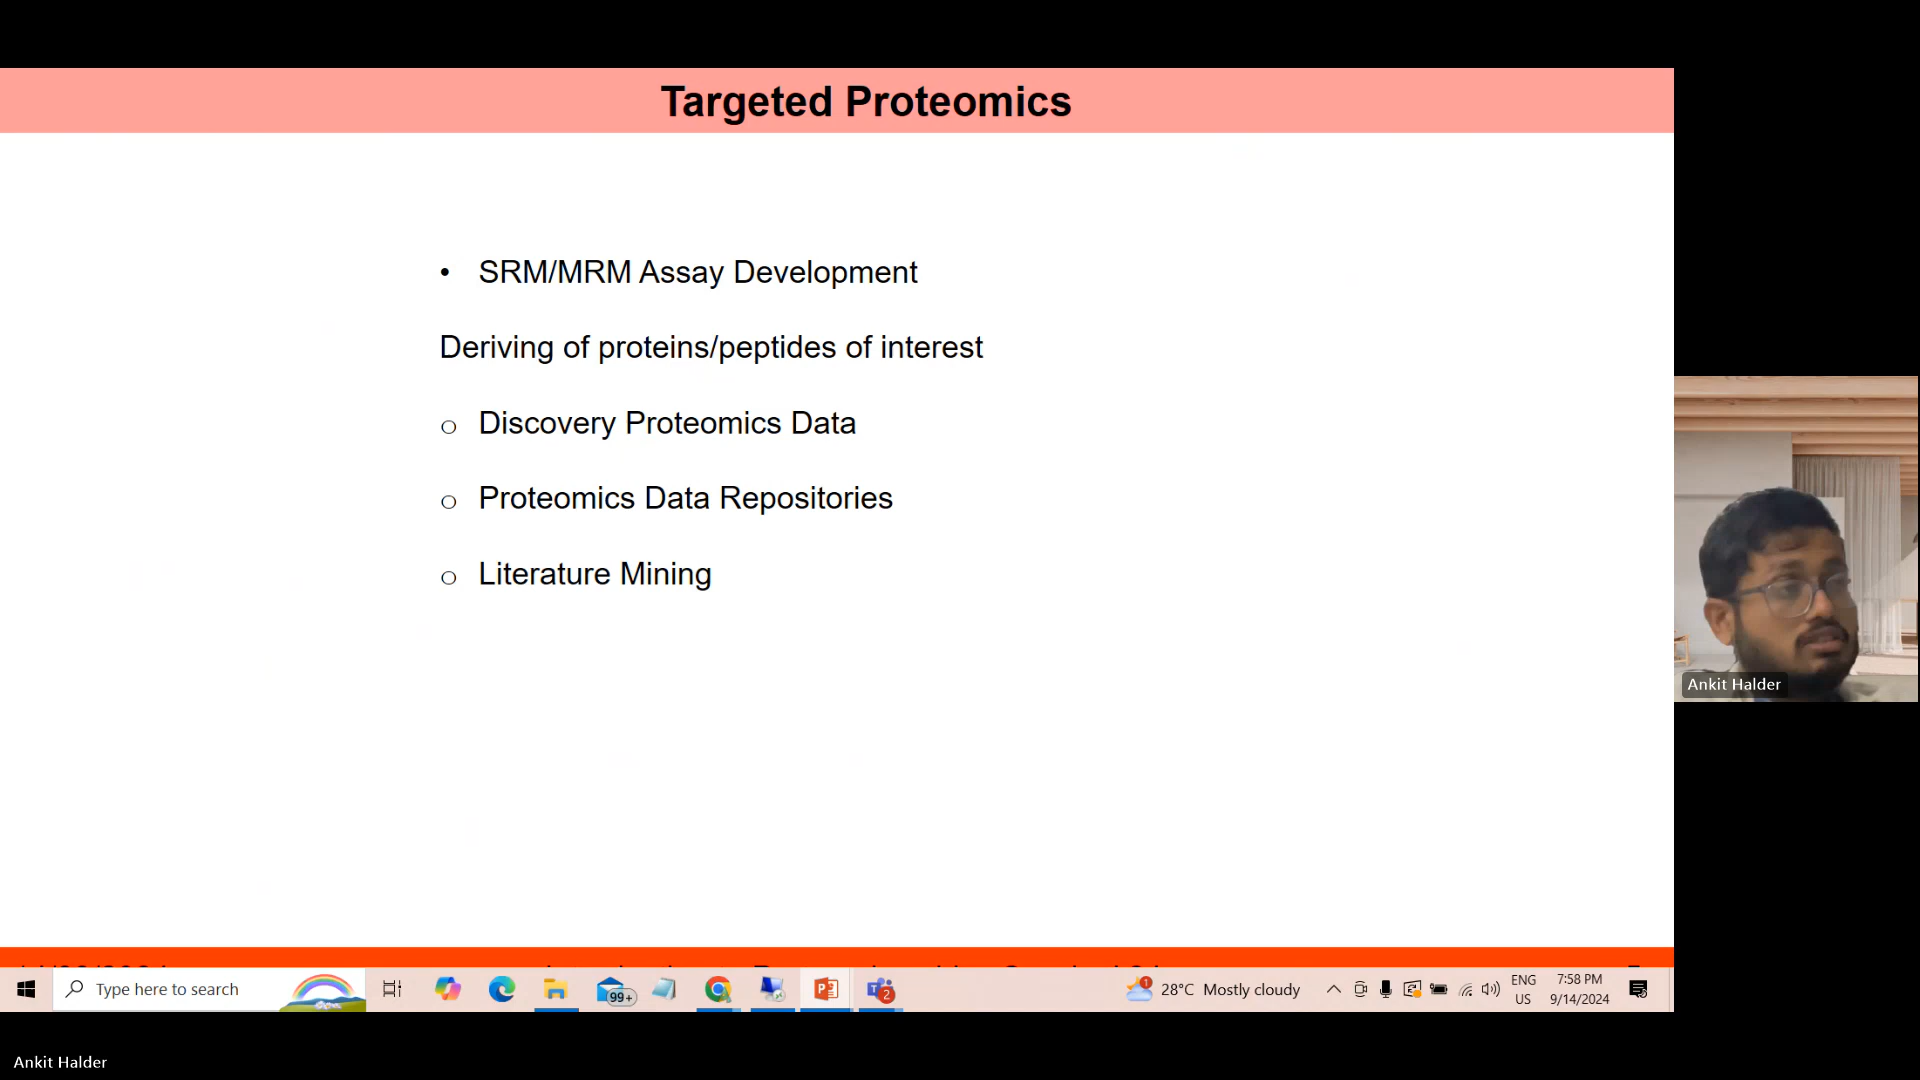 Targeted Proteomics
• SRM/MRM Assay Development
Deriving of proteins/peptides of interest
o Discovery Proteomics Data
o Proteomics Data Repositories
o Literature Mining
Ankit Halder
Type here to search
99+
2
1
28°C Mostly cloudy
ENG
US
7:58 PM
9/14/2024
Ankit Halder